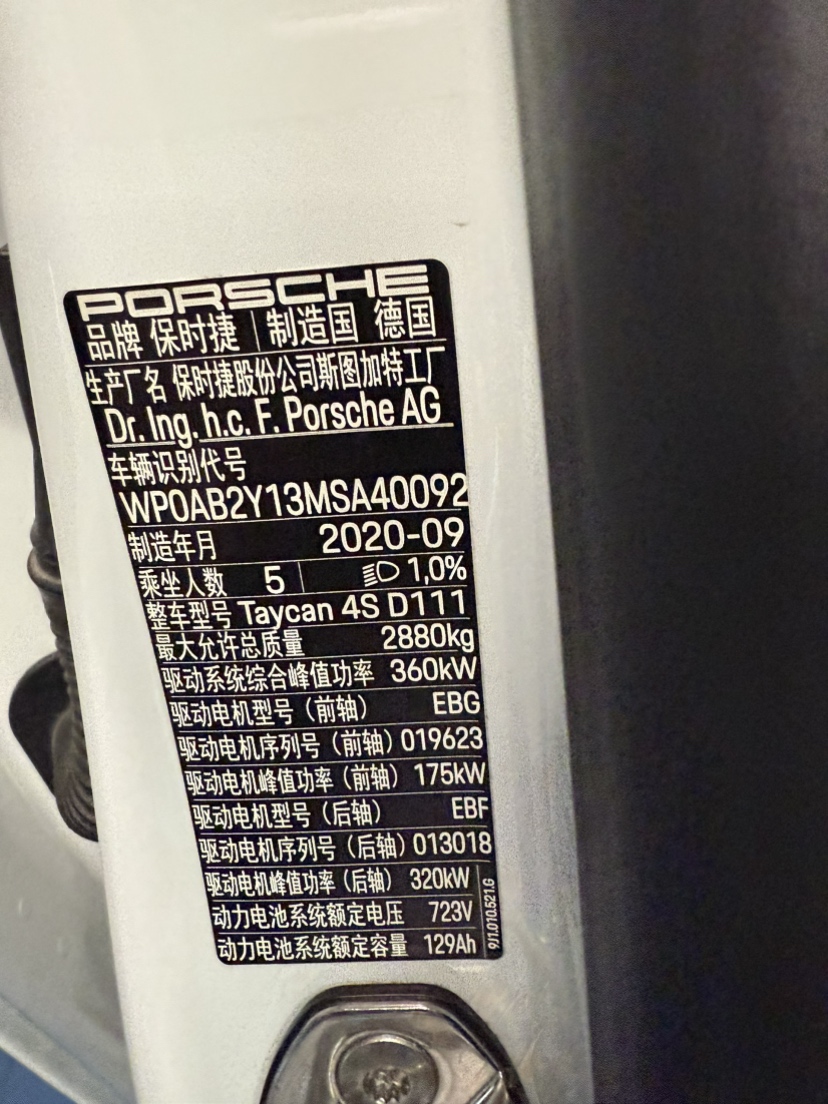 PORSCHE
品牌 保时捷 制造国 德国
生产厂名 保时捷股份公司斯图加特工厂
Dr. Ing. h.c. F. Porsche AG
车辆识别代号
WP0AB2Y13MSA40092
制造年月 2020-09
乘坐人数 5 1,0%
整车型号 Taycan 4S D111
最大允许总质量 2880kg
驱动系统综合峰值功率 360kW
驱动电机型号（前轴） EBG
驱动电机序列号（前轴） 019623
驱动电机峰值功率（前轴） 175kW
驱动电机型号（后轴） EBF
驱动电机序列号（后轴） 013018
驱动电机峰值功率（后轴） 320kW
动力电池系统额定电压 723V
动力电池系统额定容量 129Ah
9J1.010.521.G